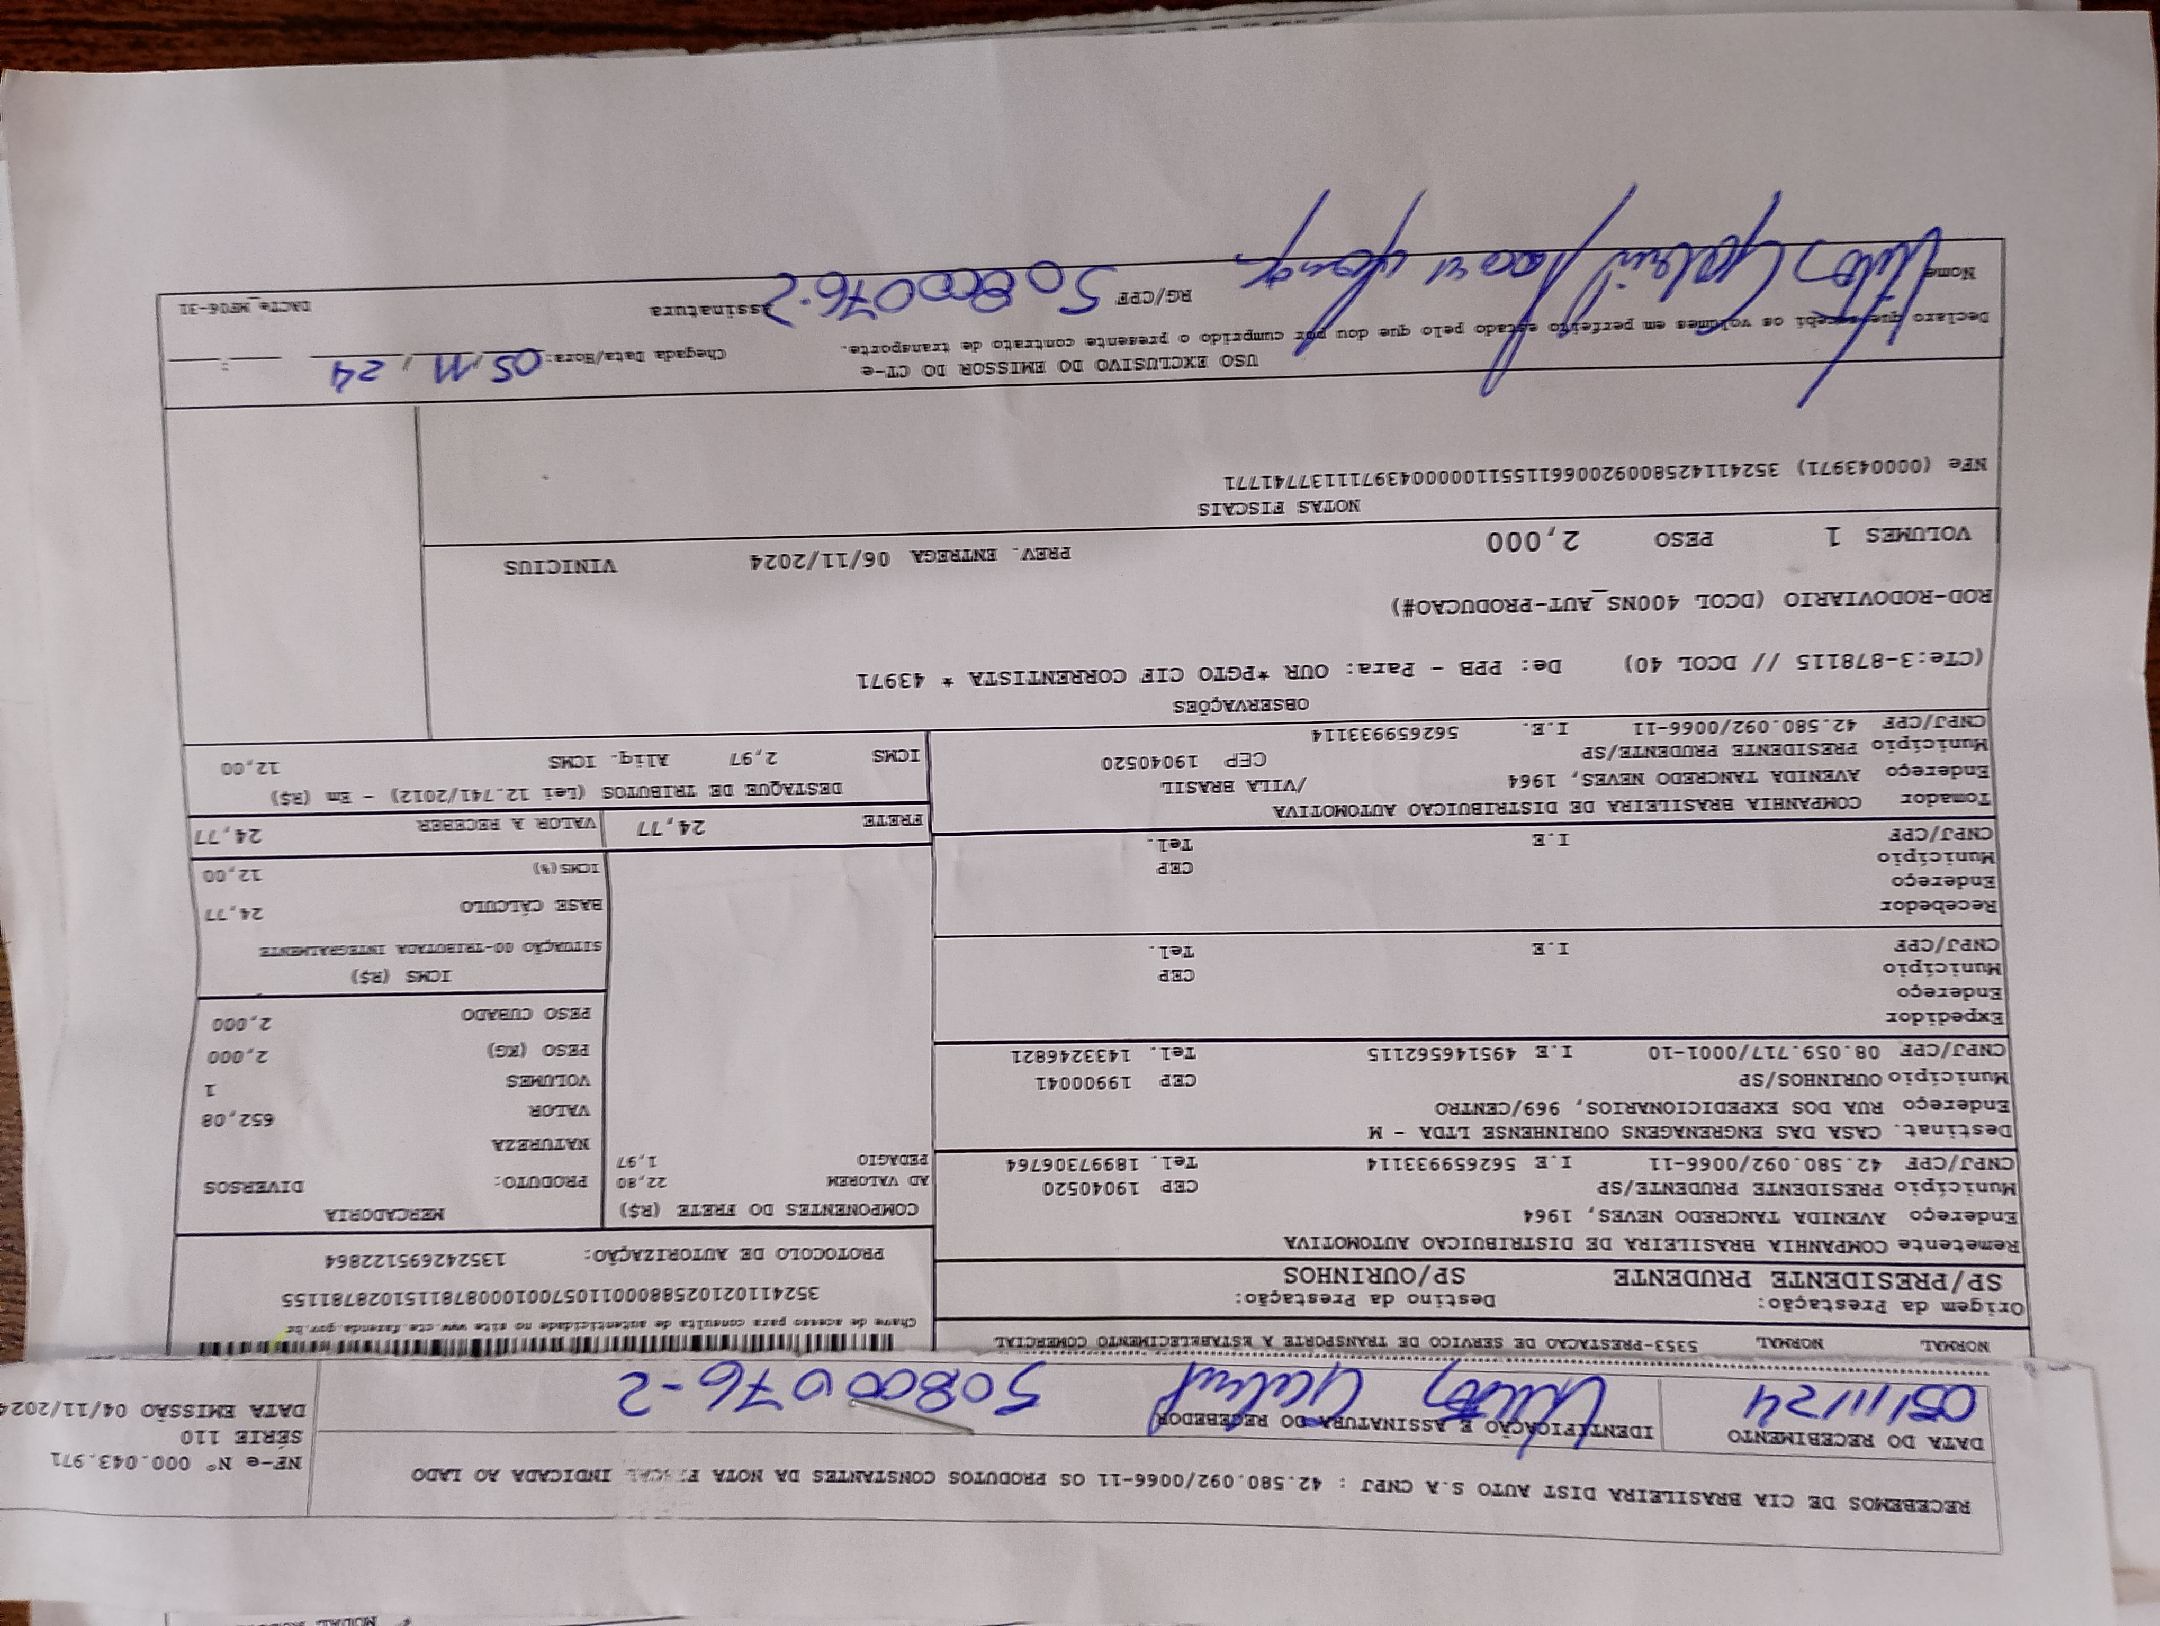 RECEBEMOS DE CIA BRASILEIRA DIST AUTO S.A CNPJ : 42.580.092/0066-11 OS PRODUTOS CONSTANTES DA NOTA FISCAL INDICADA AO LADO
NF-e N° 000.043.971
SÉRIE 110
DATA EMISSÃO 04/11/2024
DATA DO RECEBIMENTO
05/11/24
IDENTIFICAÇÃO E ASSINATURA DO RECEBEDOR
50800076-2
NORMAL NORMAL 5353-PRESTACAO DE SERVICO DE TRANSPORTE A ESTABELECIMENTO COMERCIAL
Origem da Prestação: Destino da Prestação:
SP/PRESIDENTE PRUDENTE SP/OURINHOS
Chave de acesso para consulta de autenticidade no site www.cte.fazenda.gov.br
PROTOCOLO DE AUTORIZAÇÃO: 135242695122864
Remetente COMPANHIA BRASILEIRA DE DISTRIBUICAO AUTOMOTIVA
Endereço AVENIDA TANCREDO NEVES, 1964
Município PRESIDENTE PRUDENTE/SP CEP 19040520
CNPJ/CPF 42.580.092/0066-11 I.E 562659933114 Tel. 18997306764
Destinat. CASA DAS ENGRENAGENS OURINHENSE LTDA - M
Endereço RUA DOS EXPEDICIONARIOS, 969/CENTRO
Município OURINHOS/SP CEP 19900041
CNPJ/CPF 08.059.717/0001-10 I.E 495146562115 Tel. 1433246821
Expedidor
Endereço
Município CEP
CNPJ/CPF I.E Tel.
Recebedor
Endereço
Município CEP
CNPJ/CPF I.E Tel.
Tomador COMPANHIA BRASILEIRA DE DISTRIBUICAO AUTOMOTIVA
Endereço AVENIDA TANCREDO NEVES, 1964 /VILA BRASIL
Município PRESIDENTE PRUDENTE/SP CEP 19040520
CNPJ/CPF 42.580.092/0066-11 I.E. 562659933114
COMPONENTES DO FRETE (R$)
AD VALOREM 22,80
PEDAGIO 1,97
MERCADORIA
PRODUTO: DIVERSOS
NATUREZA
VALOR 652,08
VOLUMES 1
PESO (KG) 2,000
PESO CUBADO 2,000
ICMS (R$)
SITUAÇÃO 00-TRIBUTADA INTEGRALMENTE
BASE CÁLCULO 24,77
ICMS(%) 12,00
FRETE 24,77 VALOR A RECEBER 24,77
DESTAQUE DE TRIBUTOS (Lei 12.741/2012) - Em (R$)
ICMS 2,97 Aliq. ICMS 12,00
OBSERVAÇÕES
(CTe:3-878115 // DCOL 40) De: PPB - Para: OUR *PGTO CIF CORRENTISTA * 43971
ROD-RODOVIARIO (DCOL 400NS_AUT-PRODUCAO#)
VOLUMES 1 PESO 2,000 PREV. ENTREGA 06/11/2024 VINICIUS
NOTAS FISCAIS
NFe (000043971) 35241142580092006611551100000439711137741771
USO EXCLUSIVO DO EMISSOR DO CT-e
Declaro que recebi os volumes em perfeito estado pelo que dou por cumprido o presente contrato de transporte. Chegada Data/Hora: 05, 11, 24
Nome RG/CPF 50800076-2 Assinatura
DACTe_MP06-31